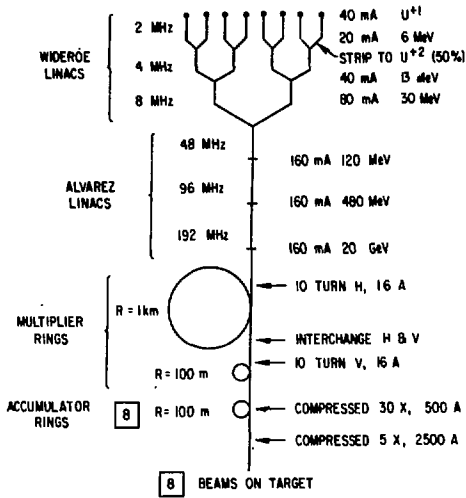 2 MHz 40 mA U+1
20 mA 6 MeV
WIDERÖE
LINACS
4 MHz STRIP TO U+2 (50%)
40 mA 13 MeV
8 MHz 80 mA 30 MeV
48 MHz
160 mA 120 MeV
ALVAREZ
LINACS
96 MHz
160 mA 480 MeV
192 MHz
160 mA 20 GeV
10 TURN H, 16 A
R = 1km
MULTIPLIER
RINGS
INTERCHANGE H & V
10 TURN V, 16 A
R = 100 m
ACCUMULATOR
RINGS
8 R = 100 m COMPRESSED 30 X, 500 A
COMPRESSED 5 X, 2500 A
8 BEAMS ON TARGET